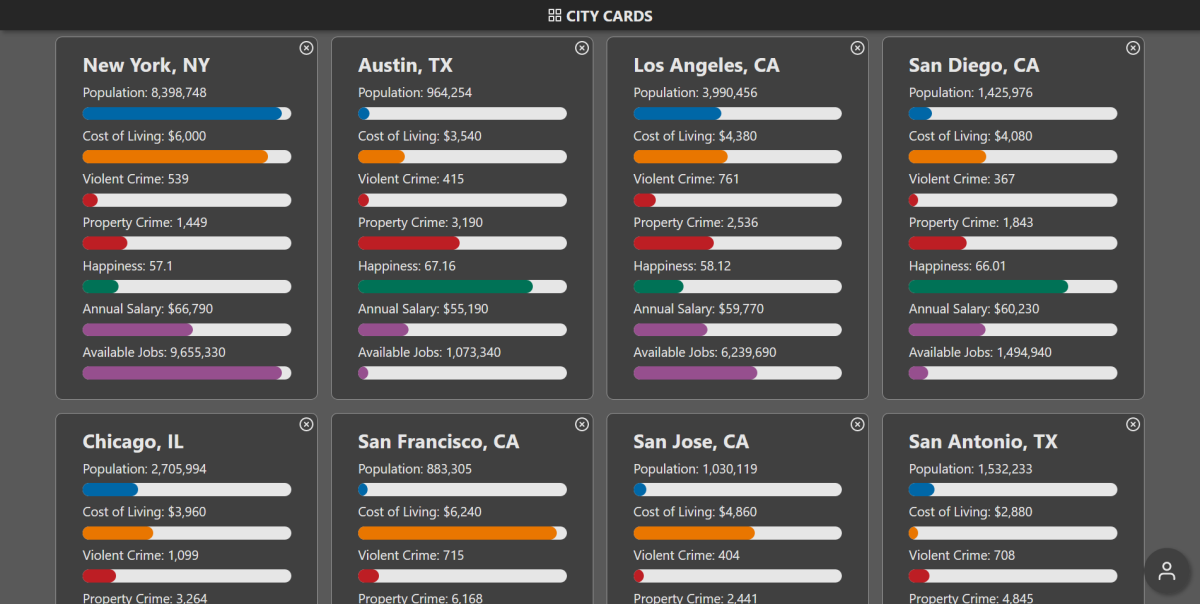 CITY CARDS
New York, NY
Population: 8,398,748
Cost of Living: $6,000
Violent Crime: 539
Property Crime: 1,449
Happiness: 57.1
Annual Salary: $66,790
Available Jobs: 9,655,330
Austin, TX
Population: 964,254
Cost of Living: $3,540
Violent Crime: 415
Property Crime: 3,190
Happiness: 67.16
Annual Salary: $55,190
Available Jobs: 1,073,340
Los Angeles, CA
Population: 3,990,456
Cost of Living: $4,380
Violent Crime: 761
Property Crime: 2,536
Happiness: 58.12
Annual Salary: $59,770
Available Jobs: 6,239,690
San Diego, CA
Population: 1,425,976
Cost of Living: $4,080
Violent Crime: 367
Property Crime: 1,843
Happiness: 66.01
Annual Salary: $60,230
Available Jobs: 1,494,940
Chicago, IL
Population: 2,705,994
Cost of Living: $3,960
Violent Crime: 1,099
Property Crime: 3,264
San Francisco, CA
Population: 883,305
Cost of Living: $6,240
Violent Crime: 715
Property Crime: 6,168
San Jose, CA
Population: 1,030,119
Cost of Living: $4,860
Violent Crime: 404
Property Crime: 2,441
San Antonio, TX
Population: 1,532,233
Cost of Living: $2,880
Violent Crime: 708
Property Crime: 4,845